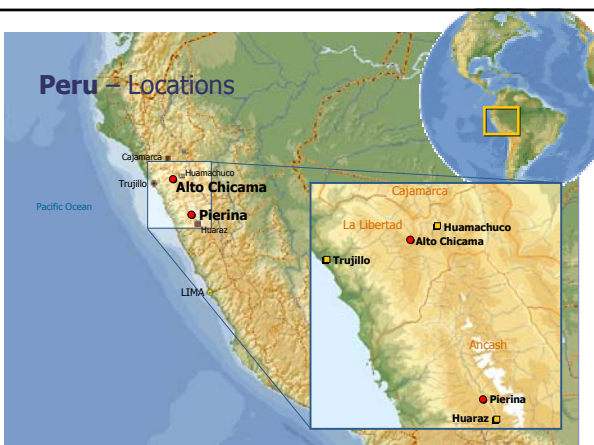 Peru – Locations
Cajamarca
Huamachuco
Trujillo
Alto Chicama
Pacific Ocean
Pierina
Huaraz
LIMA
Cajamarca
La Libertad
Huamachuco
Alto Chicama
Trujillo
Ancash
Pierina
Huaraz